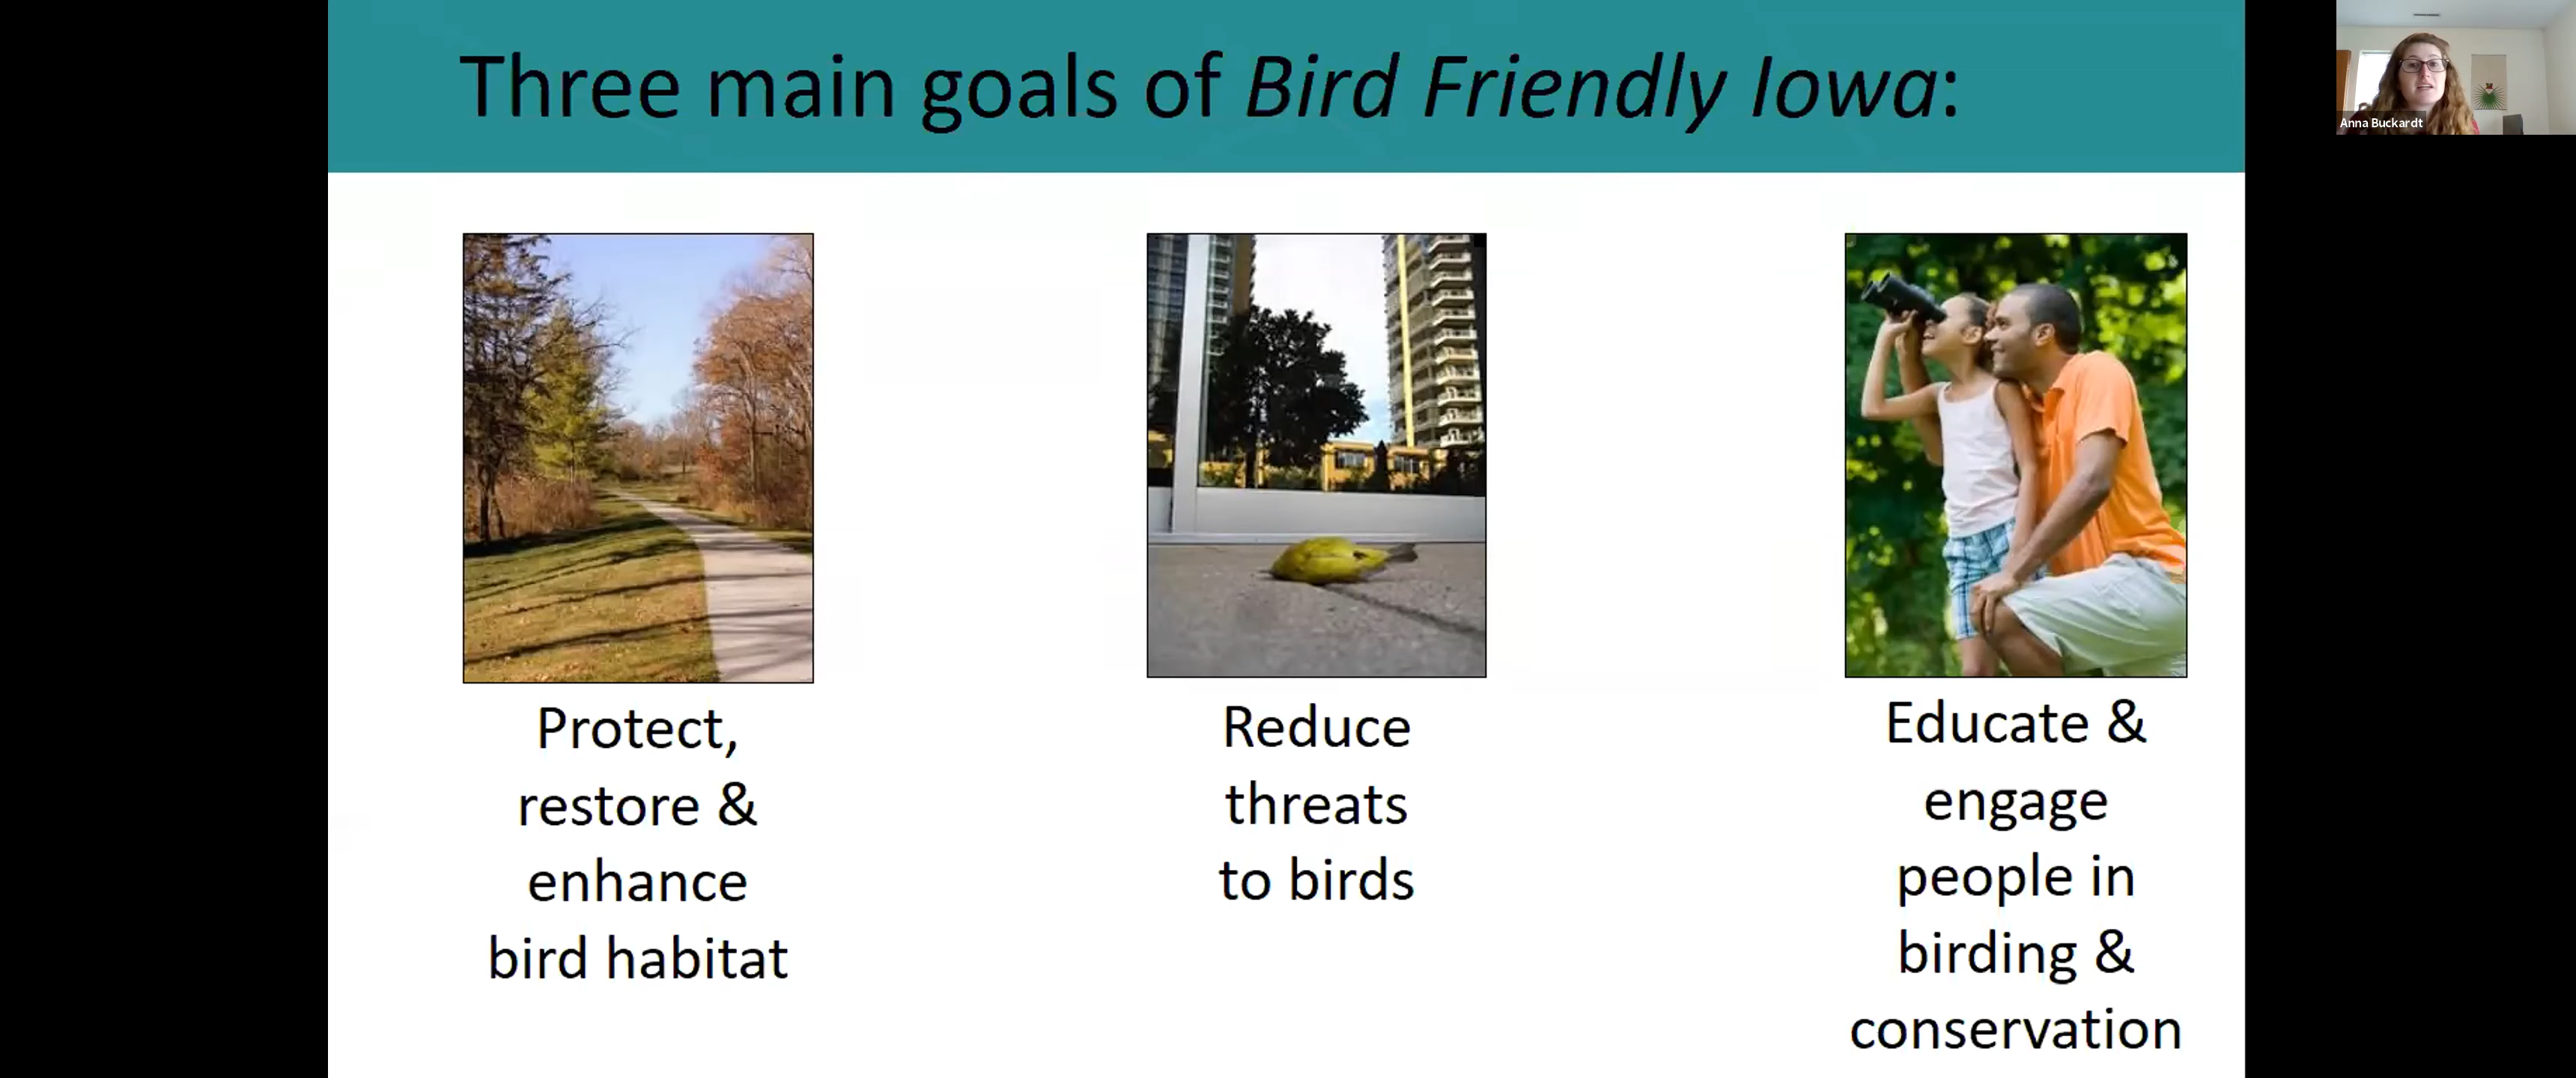 Three main goals of Bird Friendly Iowa:
Anna Buckardt
Protect,
restore &
enhance
bird habitat
Reduce
threats
to birds
Educate &
engage
people in
birding &
conservation